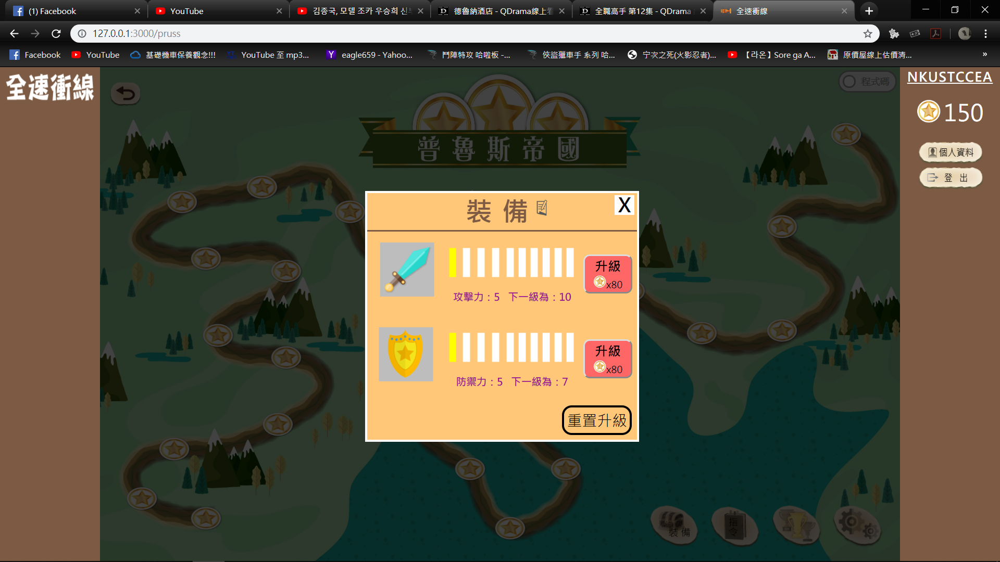 (1) Facebook
YouTube
김종국, 모델 조카 우승희 신
德魯納酒店 - QDrama線上看
全職高手 第12集 - QDrama
全速衝線
127.0.0.1:3000/pruss
Facebook
YouTube
基礎機車保養觀念!!!
YouTube 至 mp3...
eagle659 - Yahoo...
鬥陣特攻 哈啦板 -...
俠盜獵車手 系列 哈...
宁次之死(火影忍者)...
【라온】Sore ga A...
原價屋線上估價清...
»
全速衝線
普魯斯帝國
程式碼
NKUSTCCEA
150
個人資料
登 出
裝 備
X
升級
x80
攻擊力：5 下一級為：10
升級
x80
防禦力：5 下一級為：7
重置升級
裝備
指令